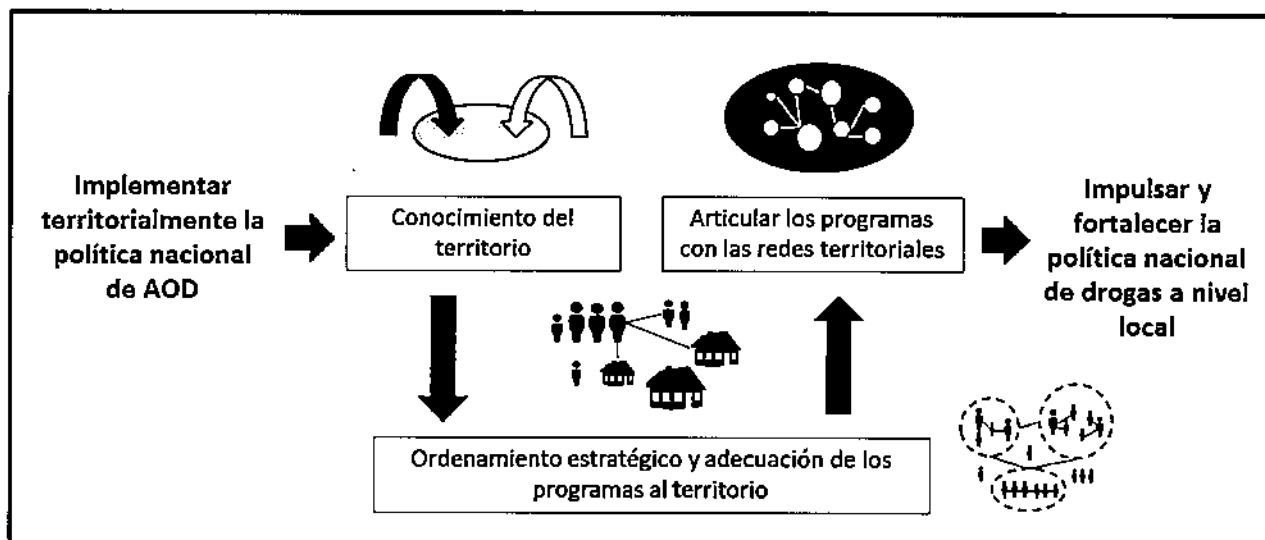 Implementar
territorialmente la
política nacional
de AOD
Conocimiento del
territorio
Articular los programas
con las redes territoriales
Impulsar y
fortalecer la
política nacional
de drogas a nivel
local
Ordenamiento estratégico y adecuación de los
programas al territorio